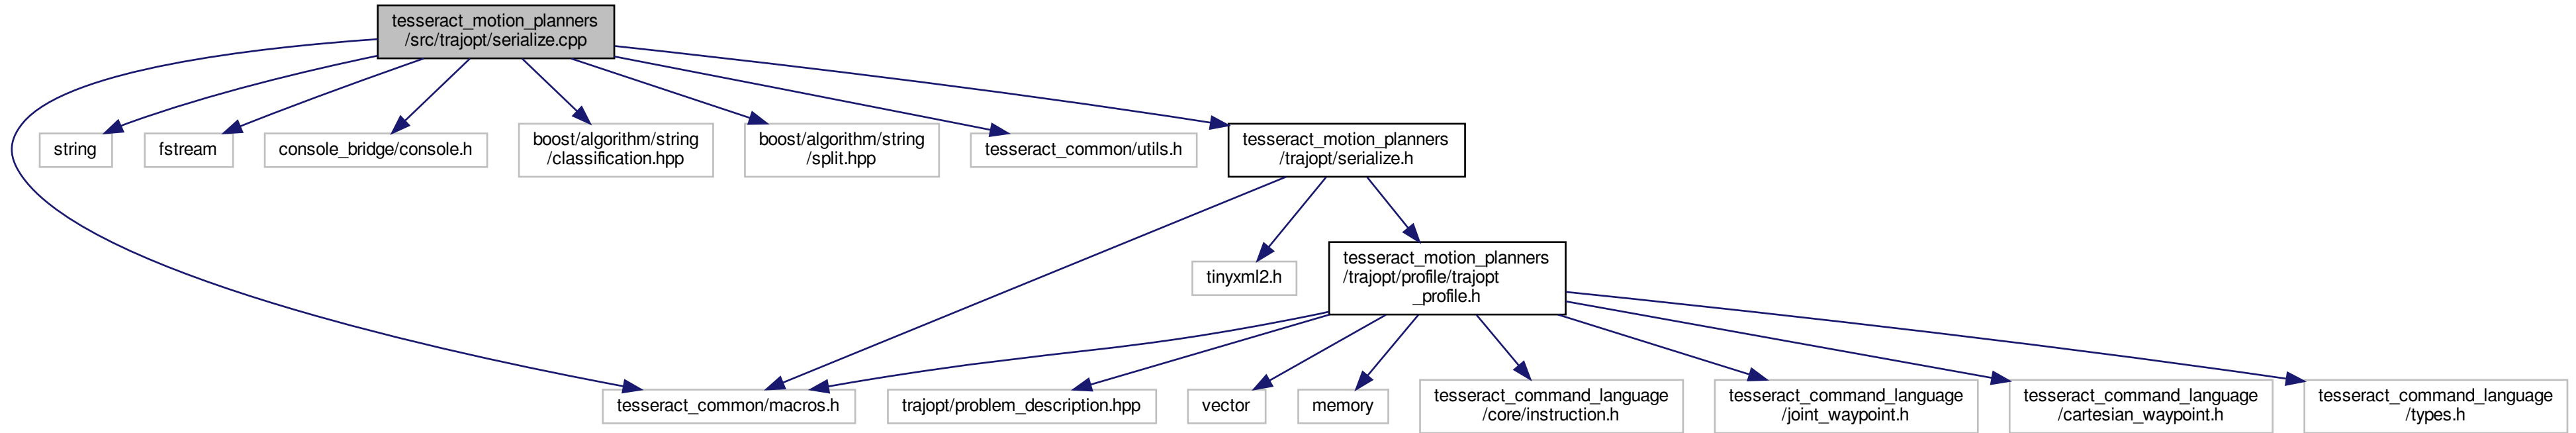 tesseract_motion_planners
/src/trajopt/serialize.cpp
string
fstream
console_bridge/console.h
boost/algorithm/string
/classification.hpp
boost/algorithm/string
/split.hpp
tesseract_common/utils.h
tesseract_motion_planners
/trajopt/serialize.h
tinyxml2.h
tesseract_motion_planners
/trajopt/profile/trajopt
_profile.h
tesseract_common/macros.h
trajopt/problem_description.hpp
vector
memory
tesseract_command_language
/core/instruction.h
tesseract_command_language
/joint_waypoint.h
tesseract_command_language
/cartesian_waypoint.h
tesseract_command_language
/types.h